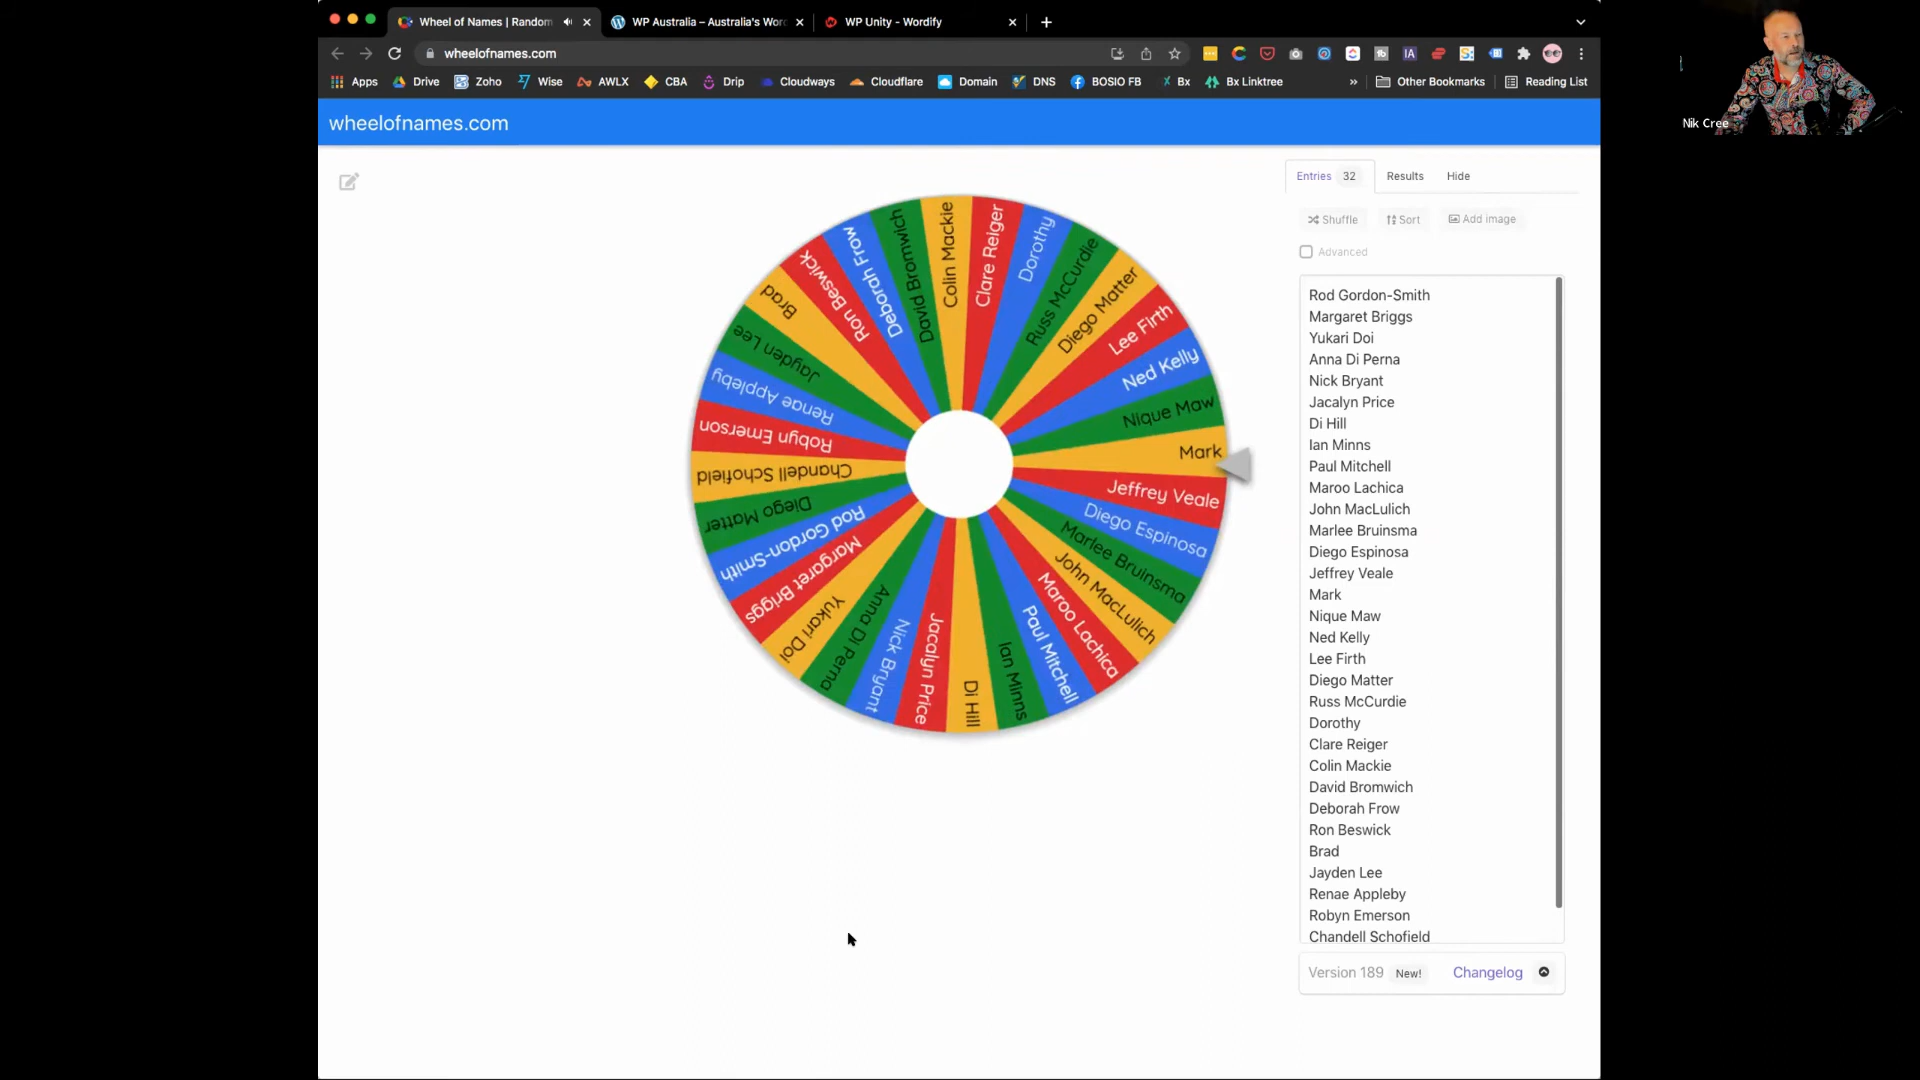 Wheel of Names | Random
WP Australia – Australia's Wor
WP Unity - Wordify
wheelofnames.com
Apps Drive Zoho Wise AWLX CBA Drip Cloudways Cloudflare Domain DNS BOSIO FB Bx Bx Linktree » Other Bookmarks Reading List
wheelofnames.com
Nik Cree
Entries 32 Results Hide
Shuffle Sort Add image
Advanced
Colin Mackie
Clare Reiger
Dorothy
Russ McCurdie
Diego Matter
Lee Firth
Ned Kelly
Nique Maw
Mark
Jeffrey Veale
Diego Espinosa
Marlee Bruinsma
John MacLulich
Maroo Lachica
Paul Mitchell
Ian Minns
Di Hill
Jacalyn Price
Nick Bryant
Anna Di Perna
Yukari Doi
Margaret Briggs
Rod Gordon-Smith
Diego Matter
Chandell Schofield
Robyn Emerson
Renae Appleby
Jayden Lee
Brad
Ron Beswick
Deborah Frow
David Bromwich
Rod Gordon-Smith
Margaret Briggs
Yukari Doi
Anna Di Perna
Nick Bryant
Jacalyn Price
Di Hill
Ian Minns
Paul Mitchell
Maroo Lachica
John MacLulich
Marlee Bruinsma
Diego Espinosa
Jeffrey Veale
Mark
Nique Maw
Ned Kelly
Lee Firth
Diego Matter
Russ McCurdie
Dorothy
Clare Reiger
Colin Mackie
David Bromwich
Deborah Frow
Ron Beswick
Brad
Jayden Lee
Renae Appleby
Robyn Emerson
Chandell Schofield
Version 189 New! Changelog